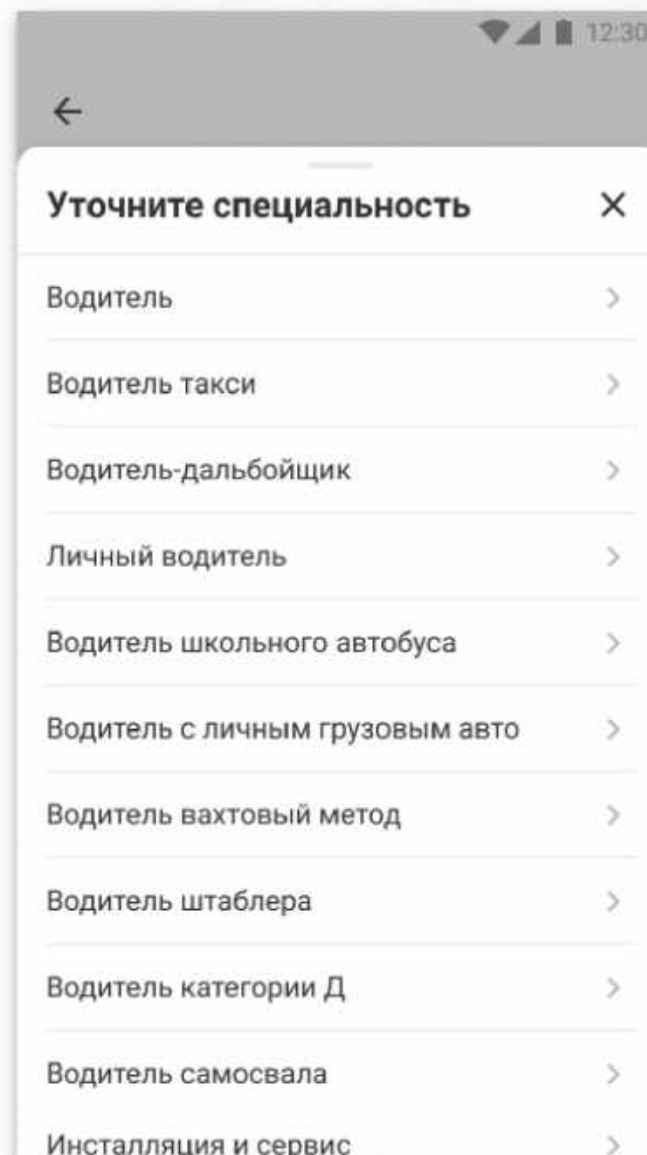 12:30
Уточните специальность
Водитель
Водитель такси
Водитель-дальбойщик
Личный водитель
Водитель школьного автобуса
Водитель с личным грузовым авто
Водитель вахтовый метод
Водитель штаблера
Водитель категории Д
Водитель самосвала
Инсталляция и сервис